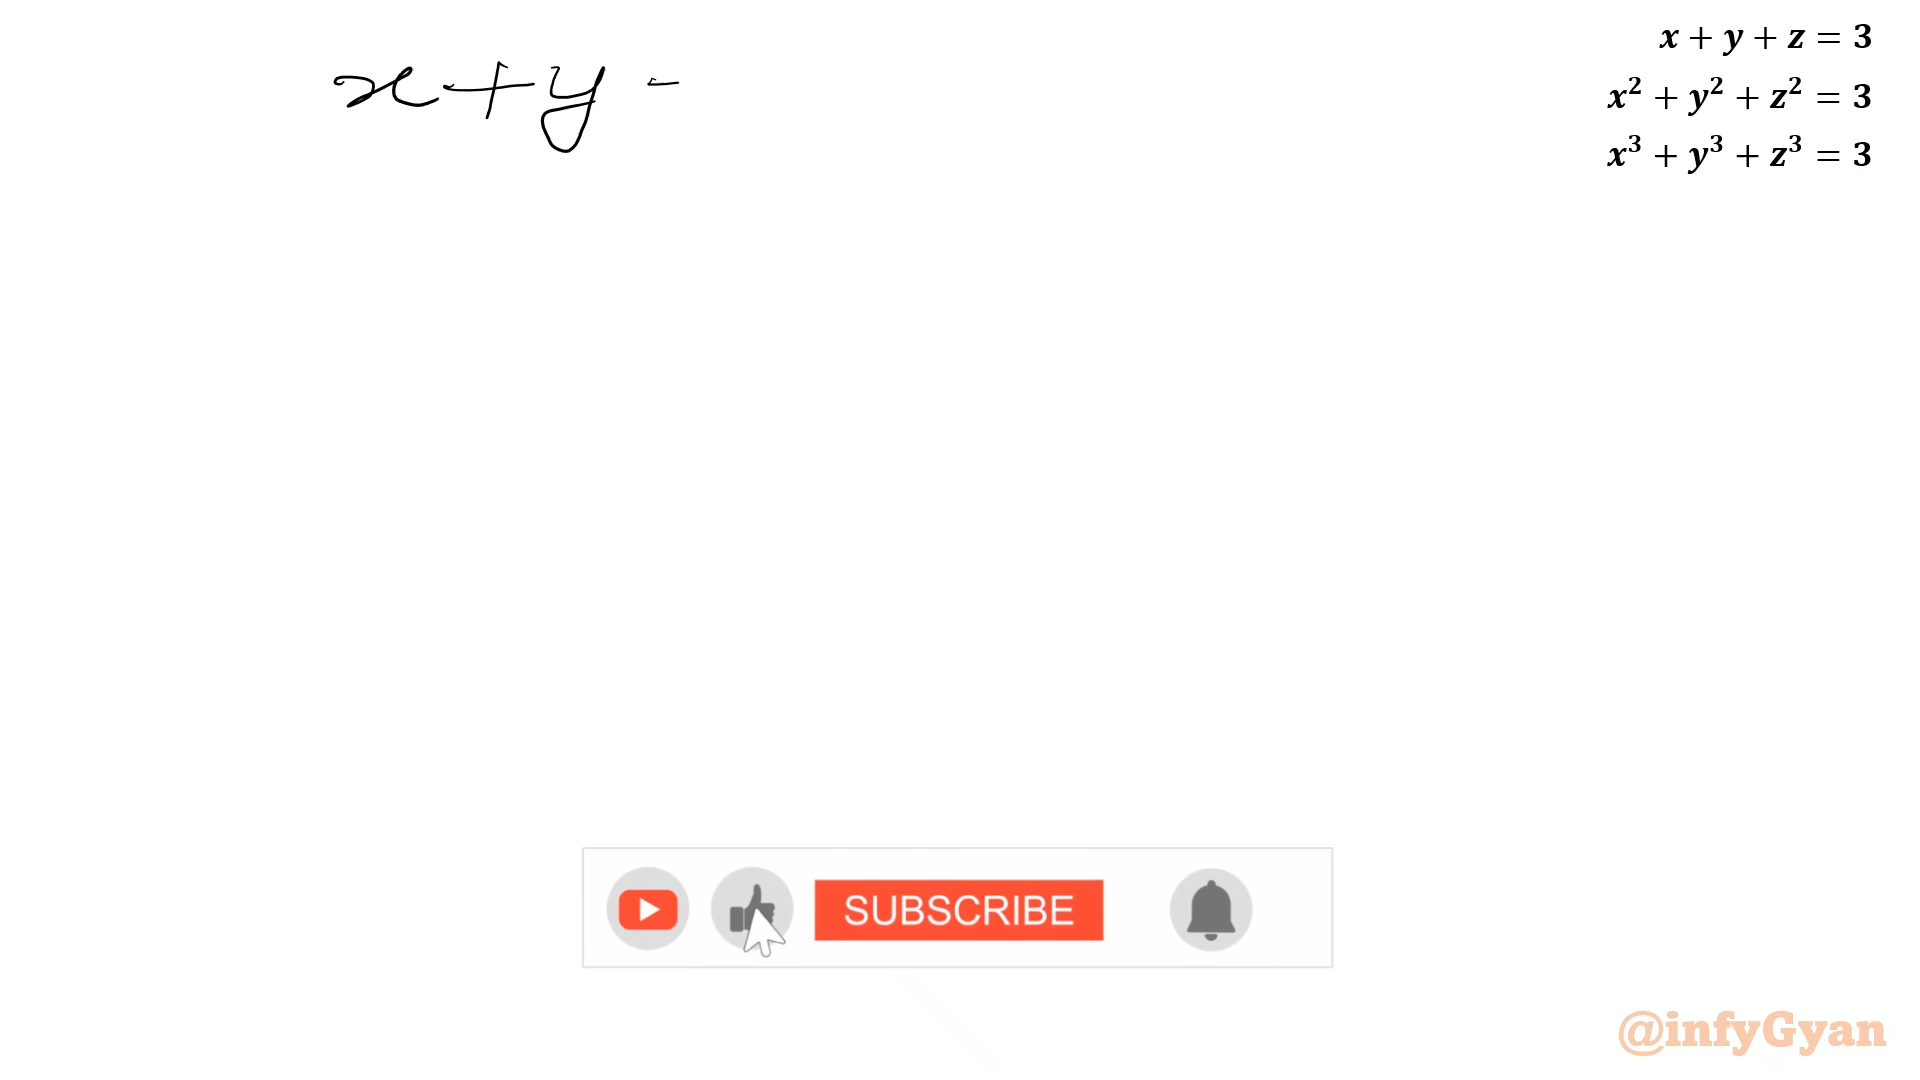 x + y -
x + y + z = 3
x² + y² + z² = 3
x³ + y³ + z³ = 3
SUBSCRIBE
@infyGyan